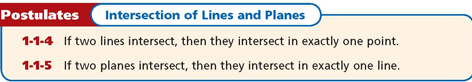 Postulates Intersection of Lines and Planes
1-1-4 If two lines intersect, then they intersect in exactly one point.
1-1-5 If two planes intersect, then they intersect in exactly one line.